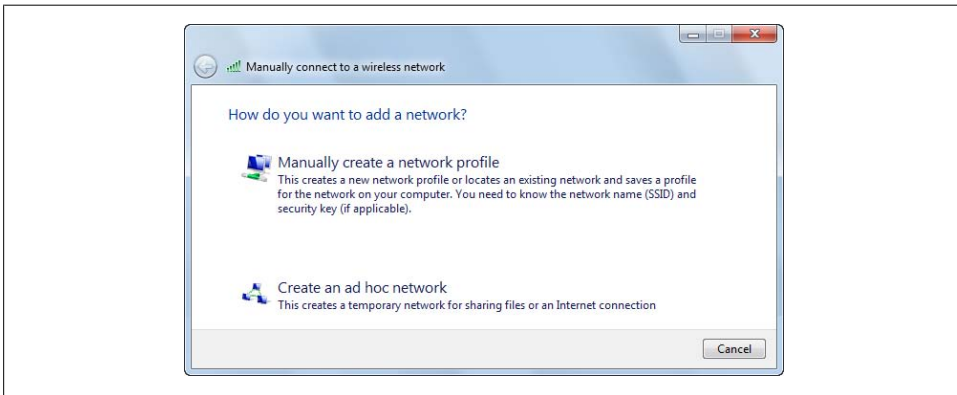 Manually connect to a wireless network
How do you want to add a network?
Manually create a network profile
This creates a new network profile or locates an existing network and saves a profile
for the network on your computer. You need to know the network name (SSID) and
security key (if applicable).
Create an ad hoc network
This creates a temporary network for sharing files or an Internet connection
Cancel